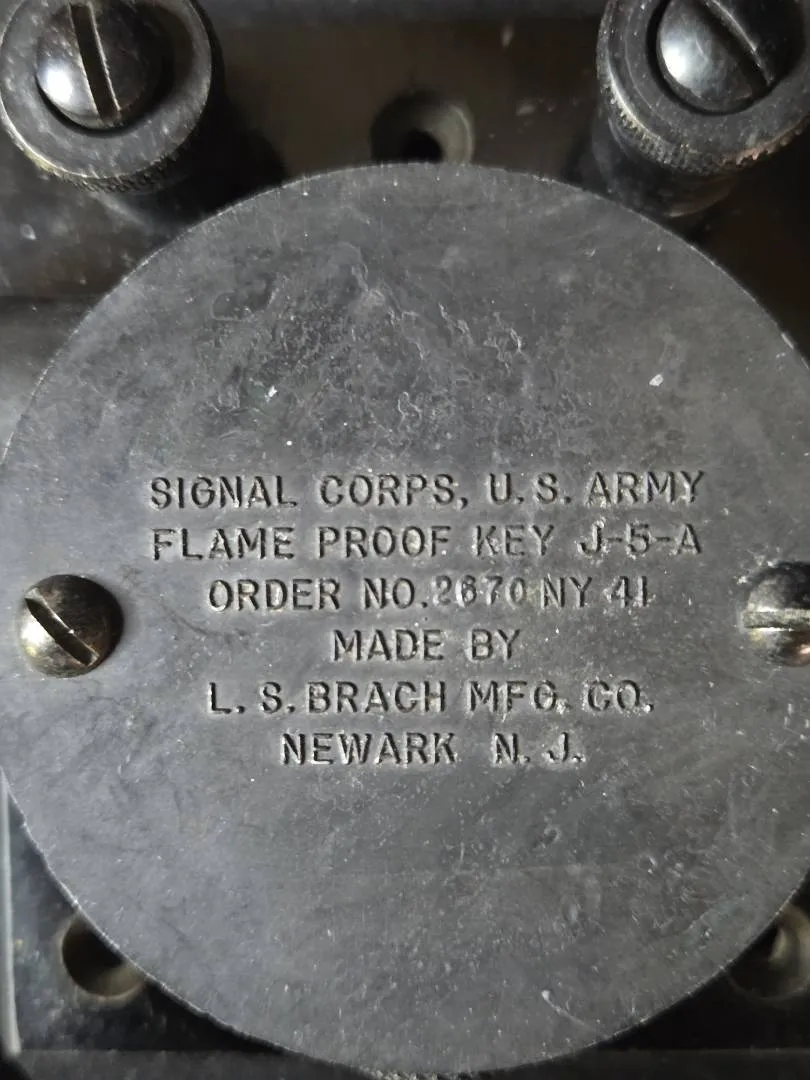 SIGNAL CORPS, U.S. ARMY
FLAME PROOF KEY J-5-A
ORDER NO. 2670 NY 41
MADE BY
L. S. BRACH MFG. CO.
NEWARK N. J.